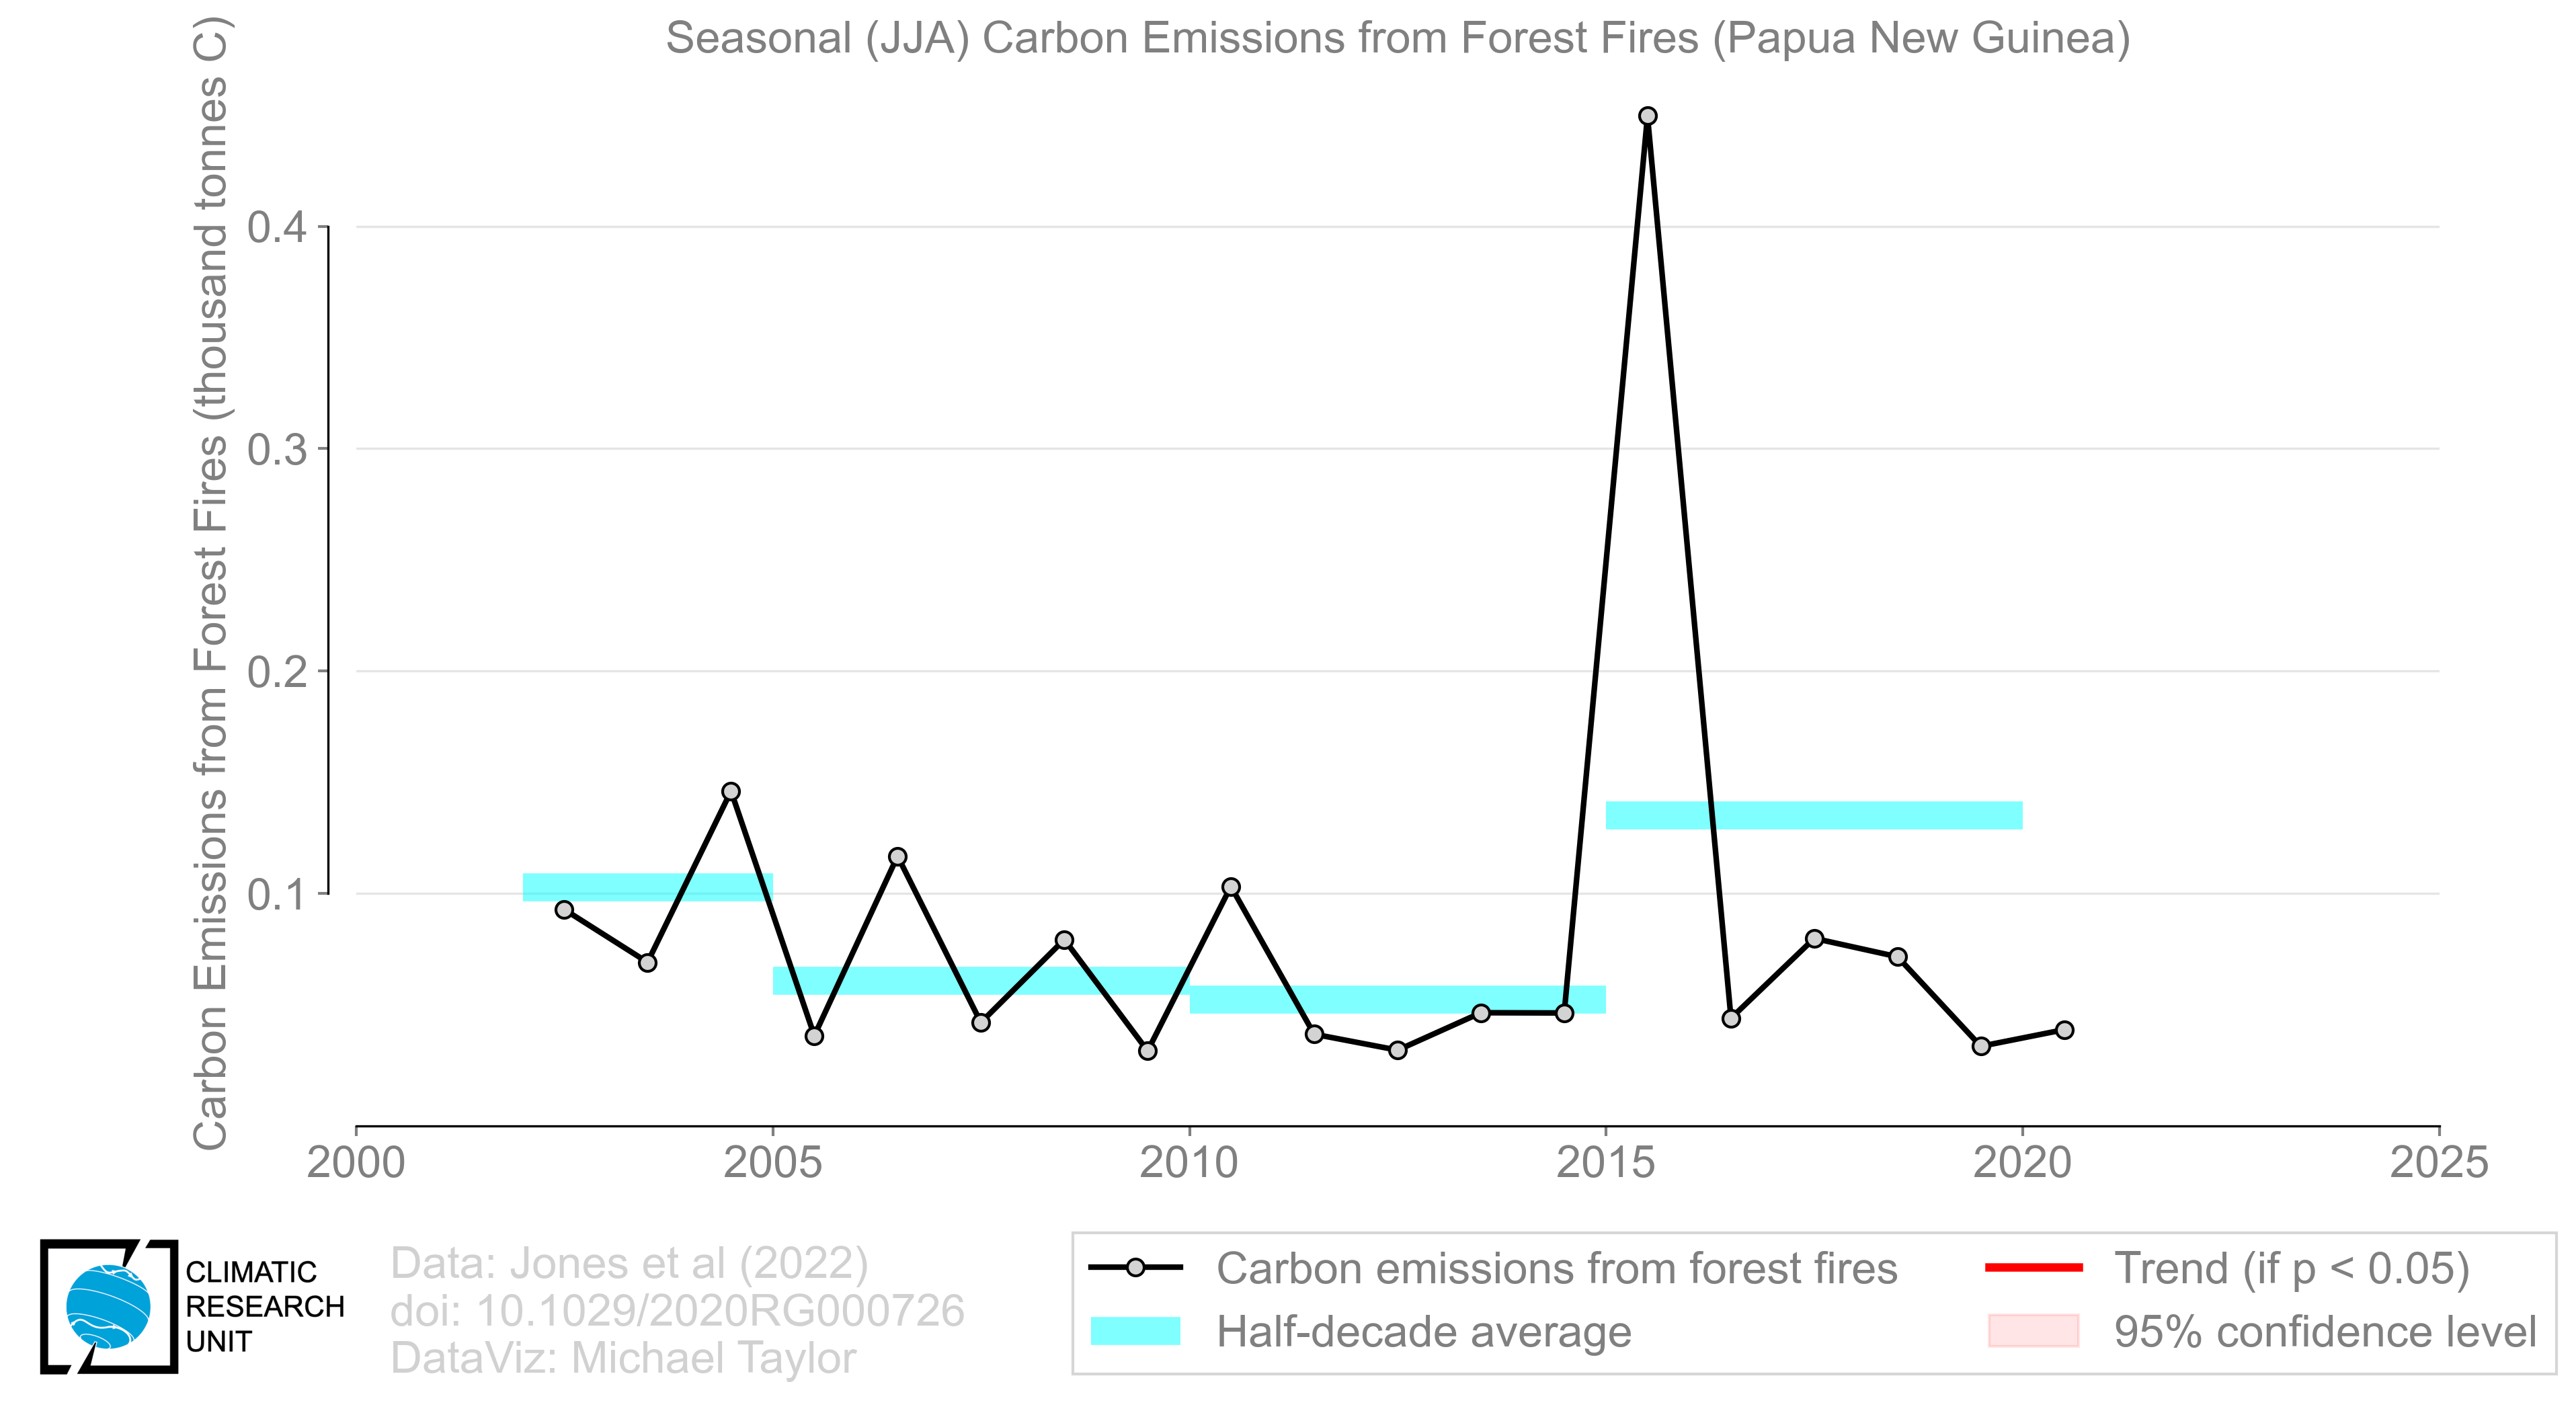 Seasonal (JJA) Carbon Emissions from Forest Fires (Papua New Guinea)
Carbon Emissions from Forest Fires (thousand tonnes C)
0.4
0.3
0.2
0.1
2000 2005 2010 2015 2020 2025
CLIMATIC
RESEARCH
UNIT
Data: Jones et al (2022)
doi: 10.1029/2020RG000726
DataViz: Michael Taylor
Carbon emissions from forest fires
Half-decade average
Trend (if p < 0.05)
95% confidence level